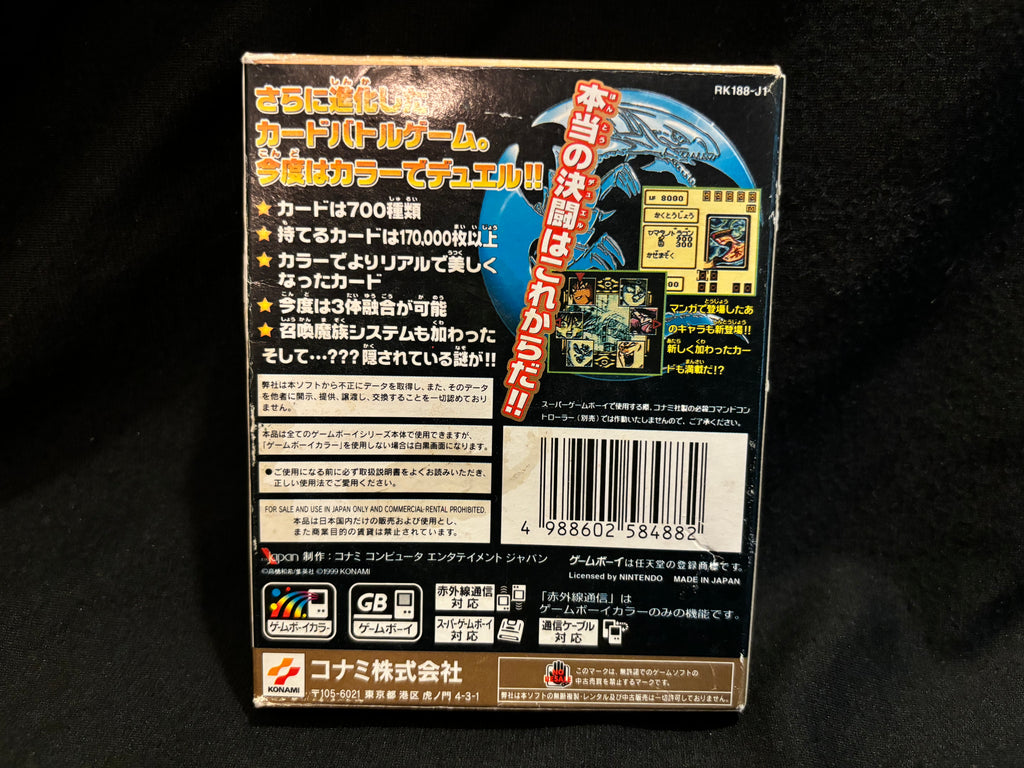 RK188-J1
さらに進化した
カードバトルゲーム。
今度はカラーでデュエル!!
★カードは700種類
★持てるカードは170,000枚以上
★カラーでよりリアルで美しく
なったカード
★今度は3体融合が可能
★召喚魔族システムも加わった
そして…???隠されている謎が!!
本当の決闘はこれからだ!!
LP 8000
かくとうじょう
900
300
かぜまぞく
00
マンガで登場したあ
のキャラも新登場!!
新しく加わったカー
ドも満載だ!?
弊社は本ソフトから不正にデータを取得し、また、そのデータ
を他者に開示、提供、譲渡し、交換することを一切認めており
ません。
スーパーゲームボーイで使用する際、コナミ社製の必殺コマンドコン
トローラー(別売)では作動いたしませんので、ご了承ください。
本品は全てのゲームボーイシリーズ本体で使用できますが、
「ゲームボーイカラー」を使用しない場合は白黒画面になります。
●ご使用になる前に必ず取扱説明書をよくお読みいただき、
正しい使用法でご愛用ください。
FOR SALE AND USE IN JAPAN ONLY AND COMMERCIAL RENTAL PROHIBITED.
本品は日本国内だけの販売および使用とし、
また商業目的の賃貸は禁止されています。
4 988602 584882
Japan 制作:コナミ コンピュータ エンタテイメント ジャパン
©高橋和希/集英社 ©1999 KONAMI
ゲームボーイは任天堂の登録商標です。
Licensed by NINTENDO MADE IN JAPAN
ゲームボーイカラー
GB
ゲームボーイ
赤外線通信
対応
スーパーゲームボーイ
対応
「赤外線通信」は
ゲームボーイカラーのみの機能です。
通信ケーブル
対応
KONAMI
コナミ株式会社
〒105-6021 東京都港区虎ノ門4-3-1
このマークは、無許諾でのゲームソフトの
中古売買を禁止するマークです。
弊社は本ソフトの無断複製・レンタル及び中古販売は一切許可しておりません。